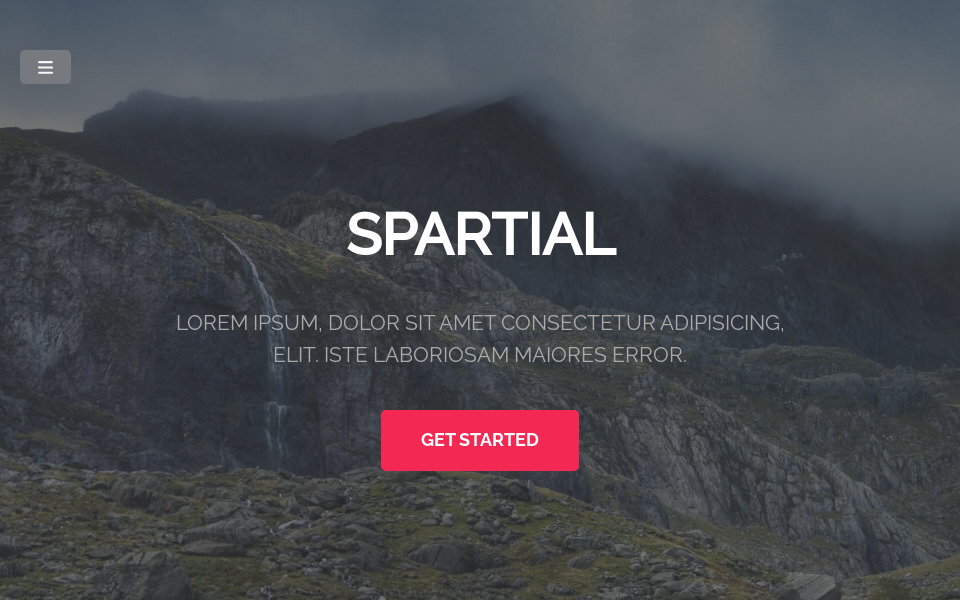 SPARTIAL
LOREM IPSUM, DOLOR SIT AMET CONSECTETUR ADIPISICING,
ELIT. ISTE LABORIOSAM MAIORES ERROR.
GET STARTED